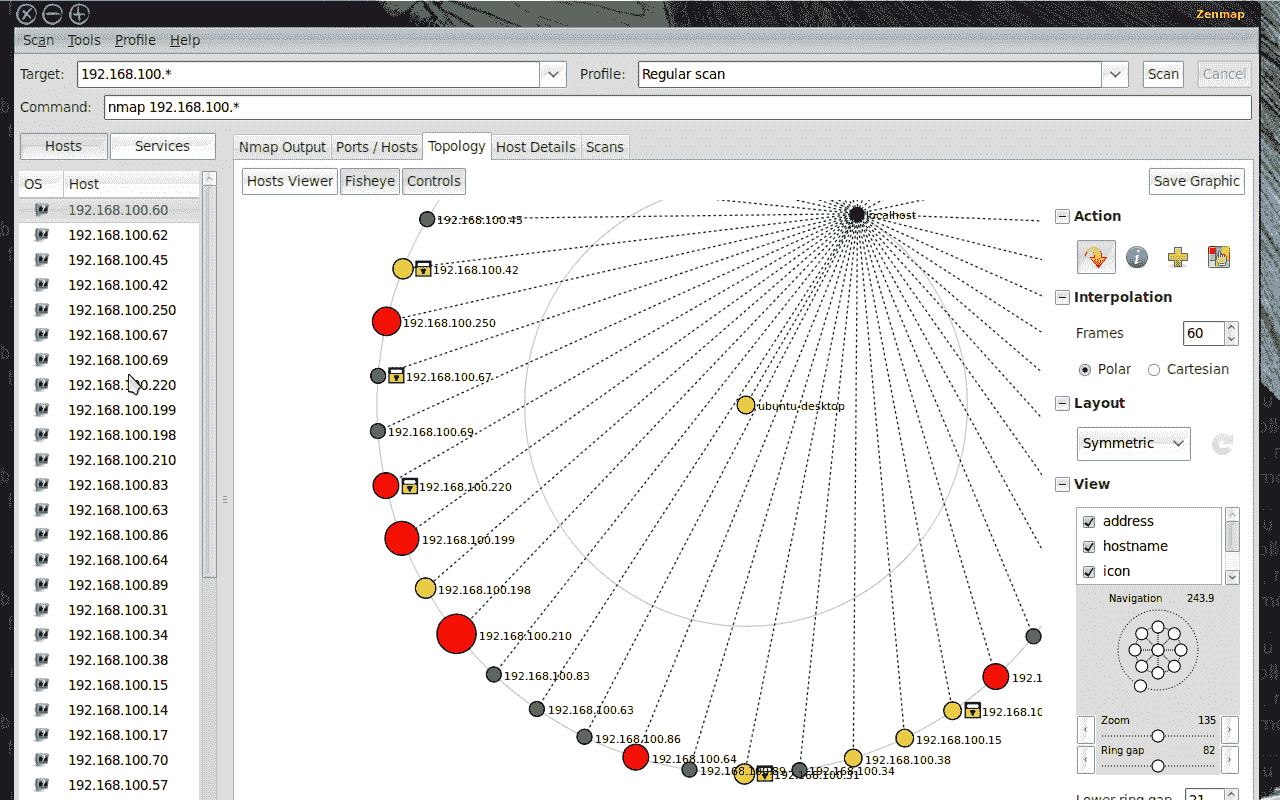 Zenmap
Scan Tools Profile Help
Target: 192.168.100.* Profile: Regular scan Scan Cancel
Command: nmap 192.168.100.*
Hosts Services
Nmap Output Ports / Hosts Topology Host Details Scans
OS Host
192.168.100.60
192.168.100.62
192.168.100.45
192.168.100.42
192.168.100.250
192.168.100.67
192.168.100.69
192.168.100.220
192.168.100.199
192.168.100.198
192.168.100.210
192.168.100.83
192.168.100.63
192.168.100.86
192.168.100.64
192.168.100.89
192.168.100.31
192.168.100.34
192.168.100.38
192.168.100.15
192.168.100.14
192.168.100.17
192.168.100.70
192.168.100.57
Hosts Viewer Fisheye Controls Save Graphic
localhost
192.168.100.45
192.168.100.42
192.168.100.250
192.168.100.67
ubuntu-desktop
192.168.100.69
192.168.100.220
192.168.100.199
192.168.100.198
192.168.100.210
192.168.100.83
192.1
192.168.100.63
192.168.10
192.168.100.86
192.168.100.15
192.168.100.64
192.168.100.38
192.168.100.89
192.168.100.31
192.168.100.34
Action
Interpolation
Frames 60
Polar Cartesian
Layout
Symmetric
View
address
hostname
icon
Navigation 243.9
Zoom 135
Ring gap 82
Lower ring gap 21